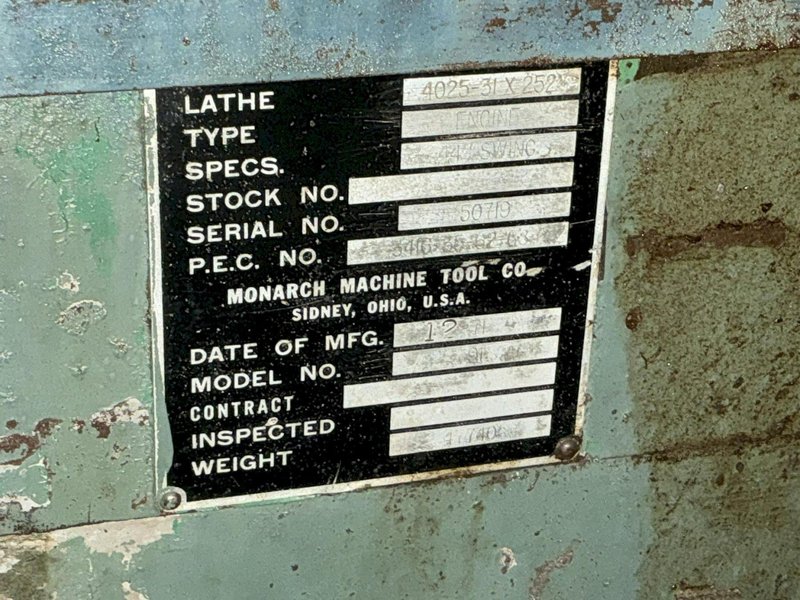 LATHE 4025-31 X 252
TYPE ENGINE
SPECS. SWING
STOCK NO.
SERIAL NO. 50719
P.E.C. NO.
MONARCH MACHINE TOOL CO.
SIDNEY, OHIO, U.S.A.
DATE OF MFG. 12
MODEL NO.
CONTRACT
INSPECTED
WEIGHT